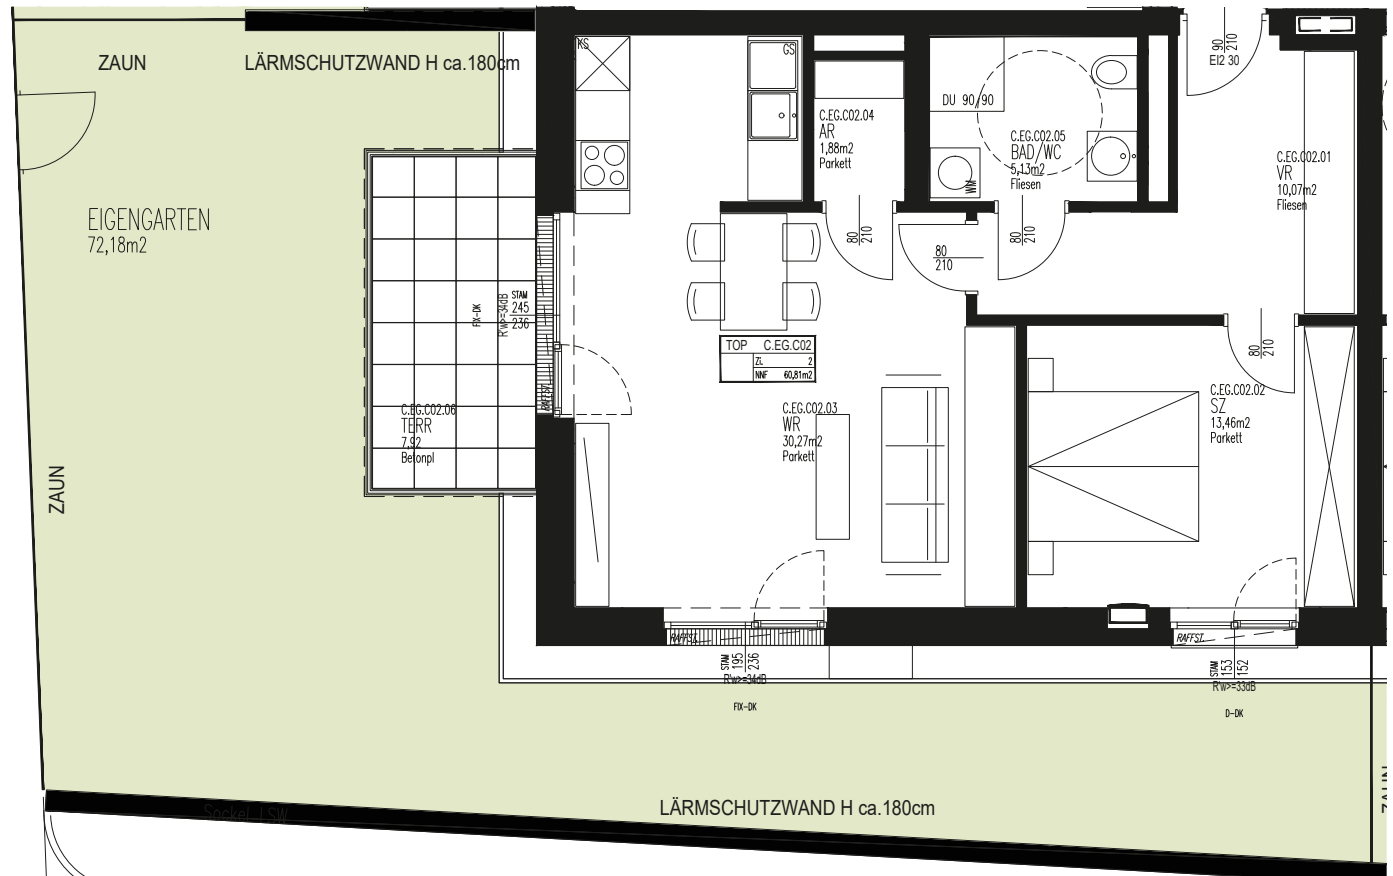 ZAUN
LÄRMSCHUTZWAND H ca.180cm
EIGENGARTEN
72,18m2
ZAUN
KS
GS
C.EG.C02.04
AR
1,88m2
Parkett
DU 90/90
C.EG.C02.05
BAD/WC
5,13m2
Fliesen
WM
90
210
EI2 30
C.EG.C02.01
VR
10,07m2
Fliesen
80
210
80
210
80
210
80
210
FIX-DK
R'w>=34dB
STAM
245
236
RAFFST.
C.EG.C02.06
TERR
7,92
Betonpl
TOP C.EG.C02
Zi. 2
NNF 60,81m2
C.EG.C02.03
WR
30,27m2
Parkett
C.EG.C02.02
SZ
13,46m2
Parkett
RAFFST.
STAM
195
236
R'w>=34dB
FIX-DK
RAFFST.
STAM
153
152
R'w>=33dB
D-DK
ZAUN
Sockel LSW
LÄRMSCHUTZWAND H ca.180cm